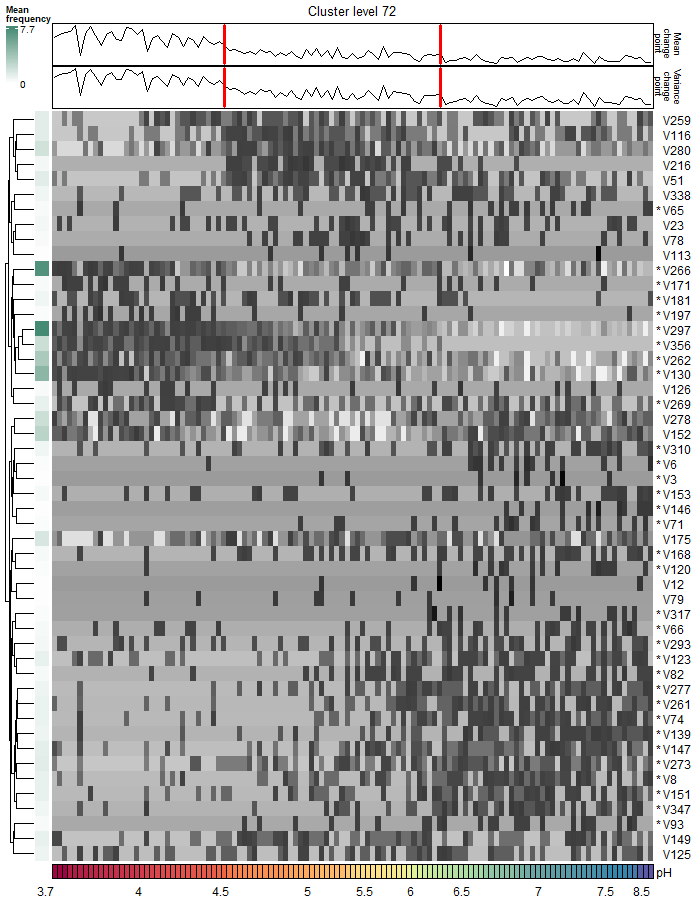 Mean
frequency
7.7
0
Cluster level 72
Mean
change
point
Variance
change
point
V259
V116
V280
V216
V51
V338
* V65
V23
V78
V113
* V266
* V171
* V181
* V197
* V297
* V356
* V262
* V130
V126
* V269
V278
V152
* V310
* V6
* V3
* V153
* V146
* V71
V175
* V168
* V120
V12
V79
* V317
* V66
* V293
* V123
* V82
* V277
* V261
* V74
* V139
* V147
* V273
* V8
* V151
* V347
* V93
V149
V125
pH
3.7 4 4.5 5 5.5 6 6.5 7 7.5 8.5